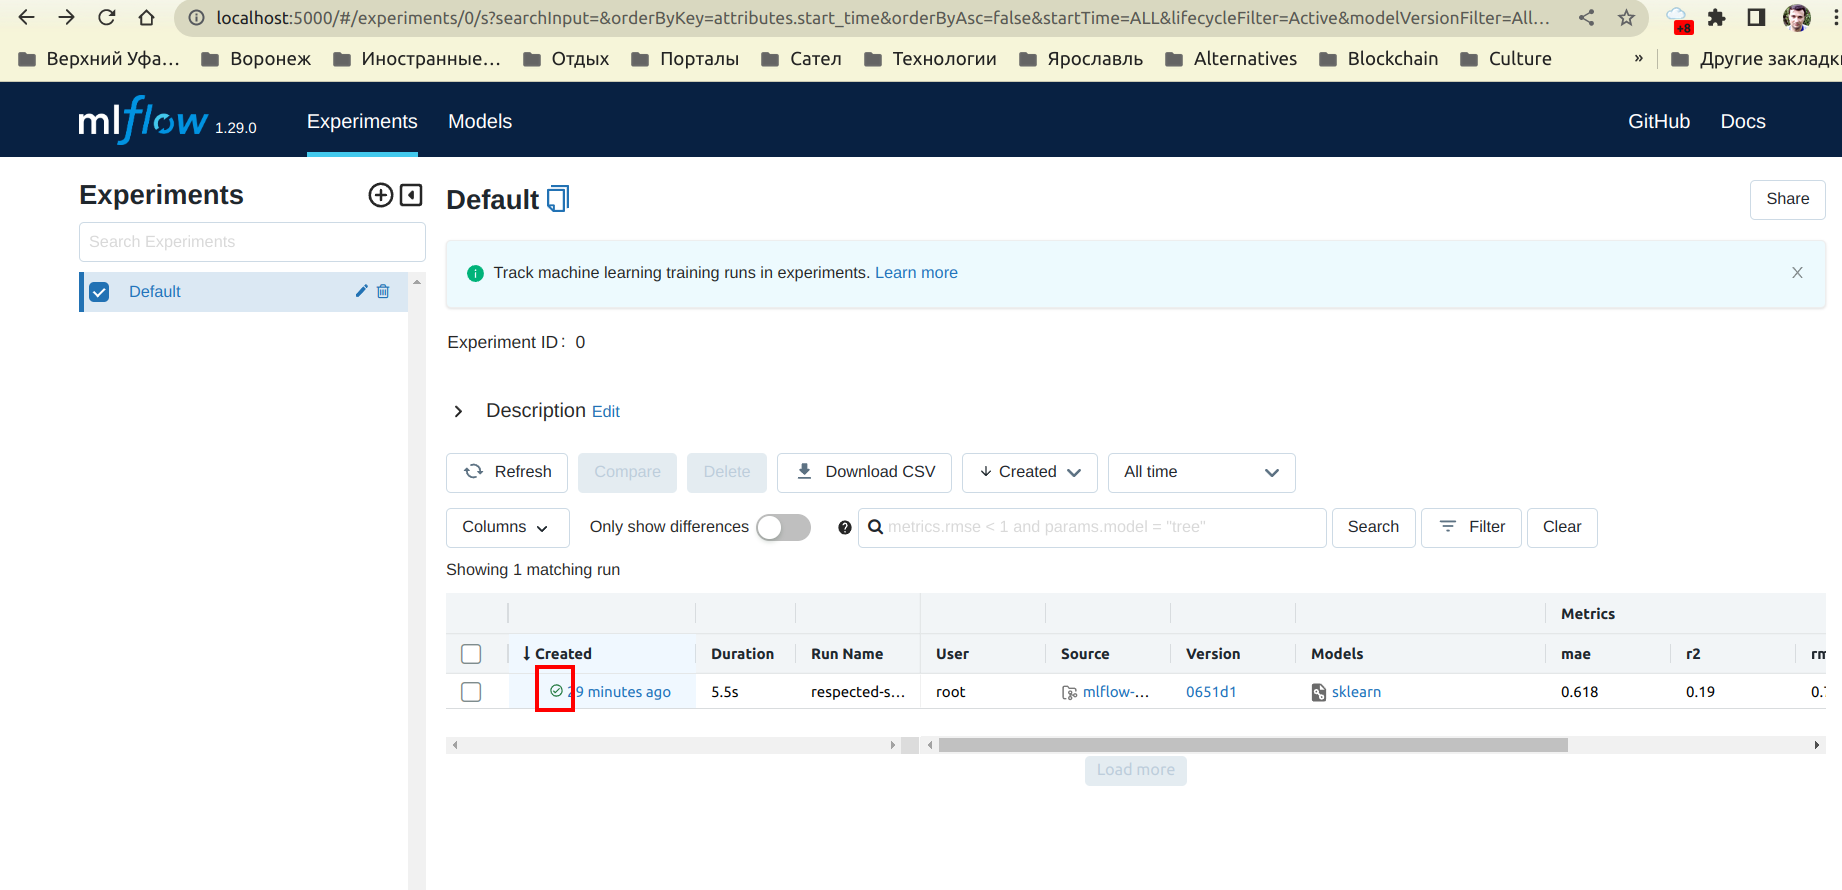 localhost:5000/#/experiments/0/s?searchInput=&orderByKey=attributes.start_time&orderByAsc=false&startTime=ALL&lifecycleFilter=Active&modelVersionFilter=All...
+8
Верхний Уфа... Воронеж Иностранные... Отдых Порталы Сател Технологии Ярославль Alternatives Blockchain Culture » Другие закладки
mlflow 1.29.0 Experiments Models GitHub Docs
Experiments
Default
Share
Search Experiments
Track machine learning training runs in experiments. Learn more
Default
Experiment ID: 0
Description Edit
Refresh Compare Delete Download CSV Created All time
Columns Only show differences metrics.rmse < 1 and params.model = "tree" Search Filter Clear
Showing 1 matching run
Metrics
Created Duration Run Name User Source Version Models mae r2
29 minutes ago 5.5s respected-s... root mlflow-... 0651d1 sklearn 0.618 0.19
Load more